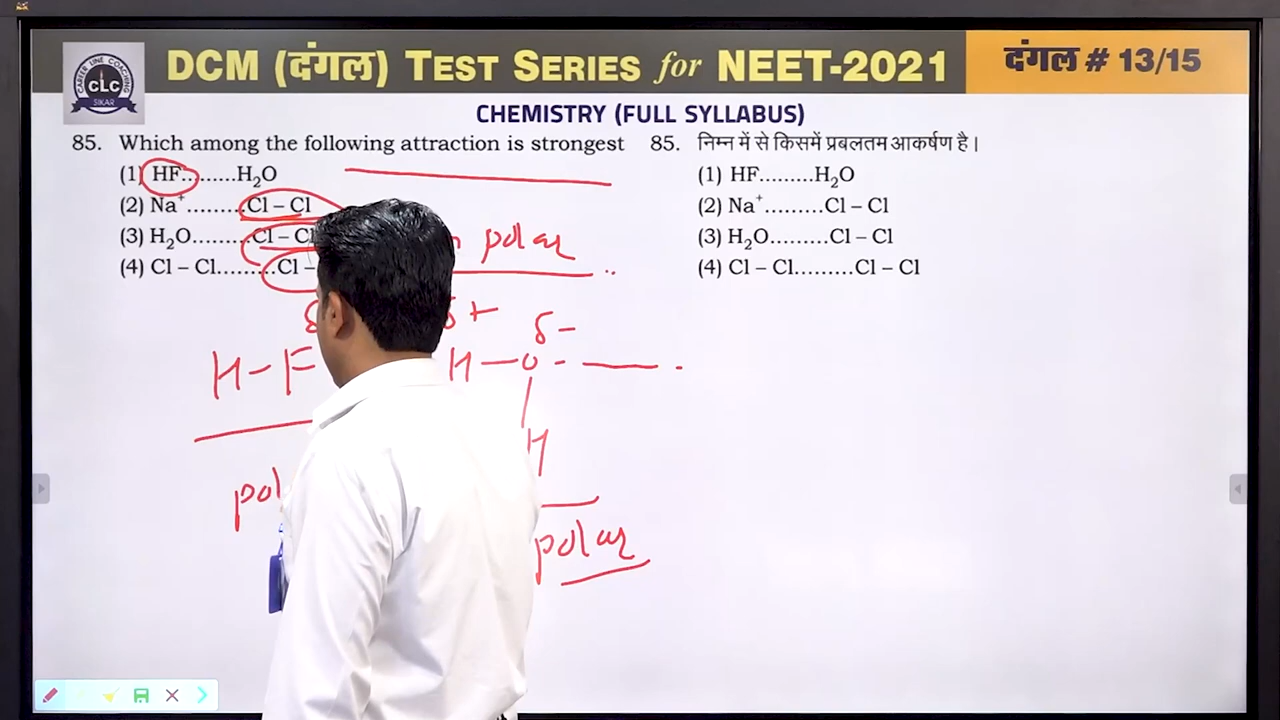 DCM (दंगल) TEST SERIES for NEET-2021
दंगल # 13/15
CAREER LINE COACHING
CLC
SIKAR
CHEMISTRY (FULL SYLLABUS)
85. Which among the following attraction is strongest
(1) HF.........H₂O
(2) Na⁺.........Cl – Cl
(3) H₂O.........Cl – Cl
(4) Cl – Cl.........Cl –
85. निम्न में से किसमें प्रबलतम आकर्षण है।
(1) HF.........H₂O
(2) Na⁺.........Cl – Cl
(3) H₂O.........Cl – Cl
(4) Cl – Cl.........Cl – Cl
polar
δ+ δ-
H-F H-O
H
polar